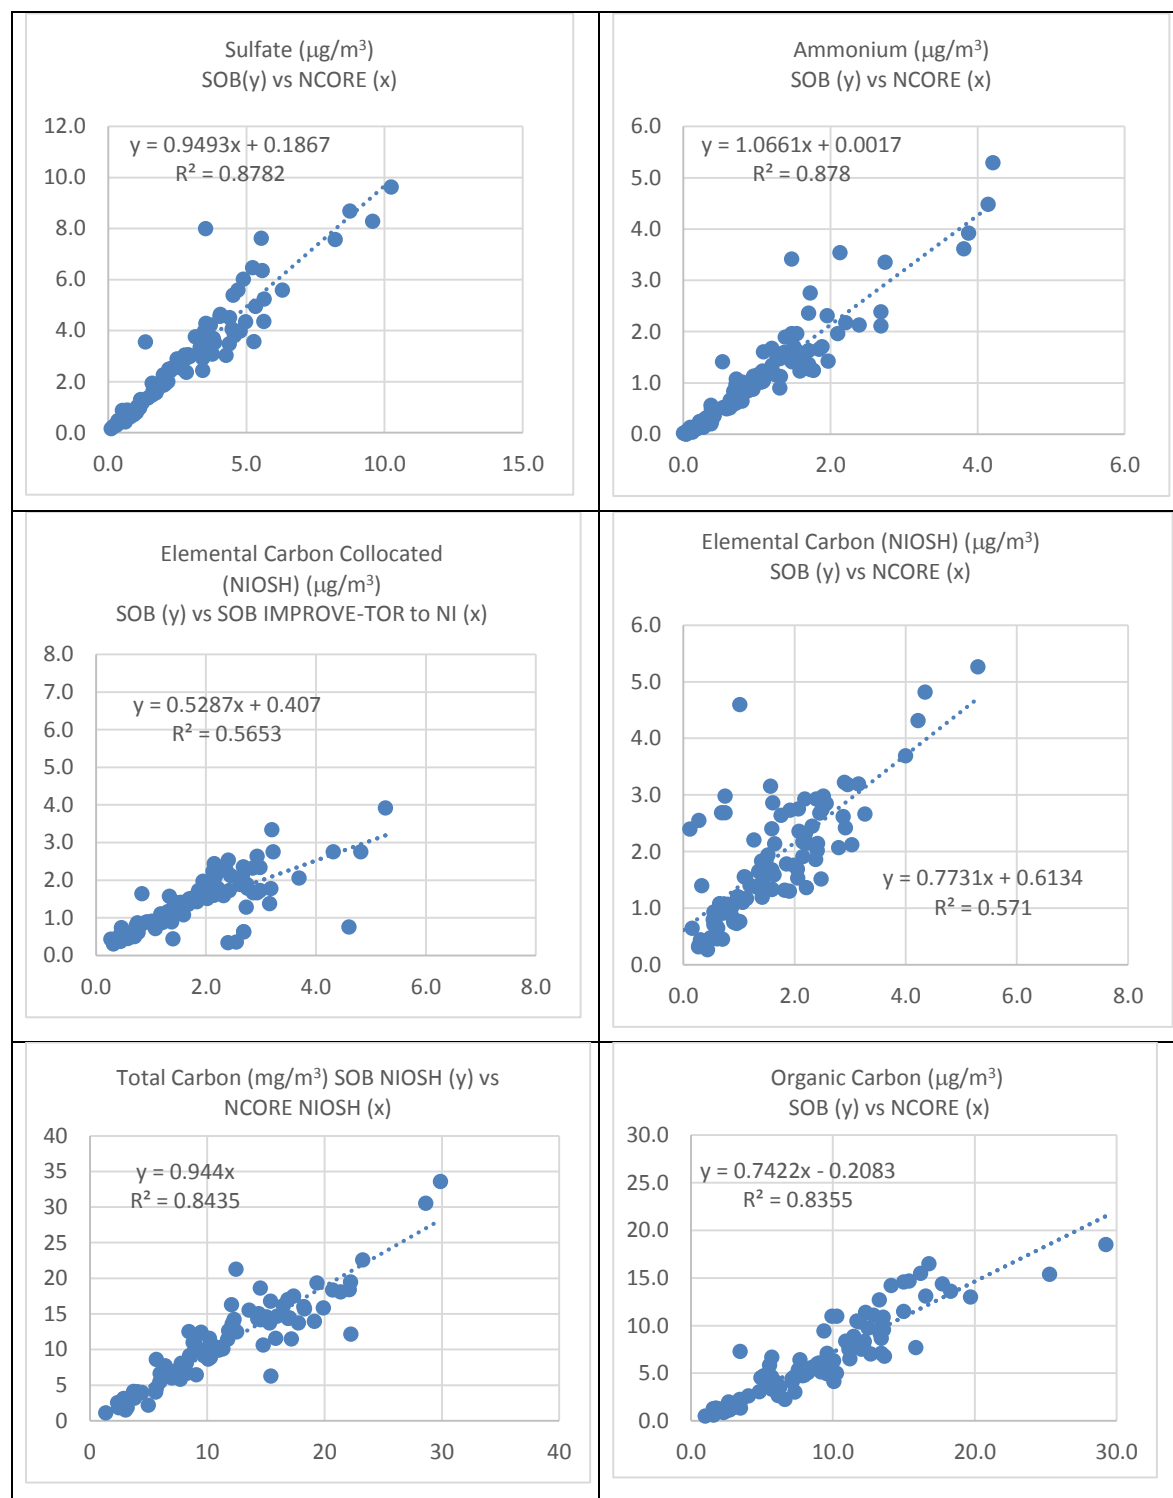 Sulfate (µg/m³)
SOB(y) vs NCORE (x)
12.0
10.0
8.0
6.0
4.0
2.0
0.0
y = 0.9493x + 0.1867
R² = 0.8782
0.0 5.0 10.0 15.0
Ammonium (µg/m³)
SOB (y) vs NCORE (x)
6.0
5.0
4.0
3.0
2.0
1.0
0.0
y = 1.0661x + 0.0017
R² = 0.878
0.0 2.0 4.0 6.0
Elemental Carbon Collocated
(NIOSH) (µg/m³)
SOB (y) vs SOB IMPROVE-TOR to NI (x)
8.0
7.0
6.0
5.0
4.0
3.0
2.0
1.0
0.0
y = 0.5287x + 0.407
R² = 0.5653
0.0 2.0 4.0 6.0 8.0
Elemental Carbon (NIOSH) (µg/m³)
SOB (y) vs NCORE (x)
6.0
5.0
4.0
3.0
2.0
1.0
0.0
y = 0.7731x + 0.6134
R² = 0.571
0.0 2.0 4.0 6.0 8.0
Total Carbon (mg/m³) SOB NIOSH (y) vs
NCORE NIOSH (x)
40
35
30
25
20
15
10
5
0
y = 0.944x
R² = 0.8435
0 10 20 30 40
Organic Carbon (µg/m³)
SOB (y) vs NCORE (x)
30.0
25.0
20.0
15.0
10.0
5.0
0.0
y = 0.7422x - 0.2083
R² = 0.8355
0.0 10.0 20.0 30.0